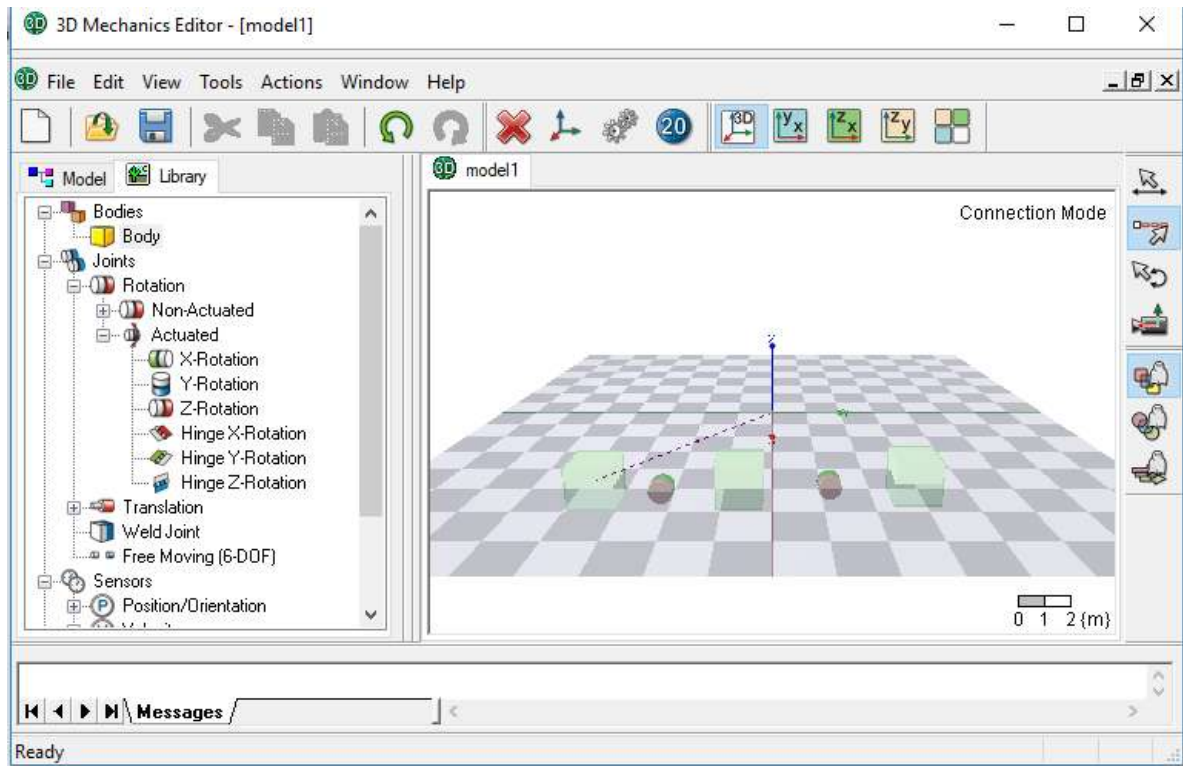 3D Mechanics Editor - [model1]
File Edit View Tools Actions Window Help
20 3D y x z x z y
Model Library
model1
Connection Mode
Bodies
Body
Joints
Rotation
Non-Actuated
Actuated
X-Rotation
Y-Rotation
Z-Rotation
Hinge X-Rotation
Hinge Y-Rotation
Hinge Z-Rotation
Translation
Weld Joint
Free Moving (6-DOF)
Sensors
Position/Orientation
0 1 2 {m}
Messages
Ready